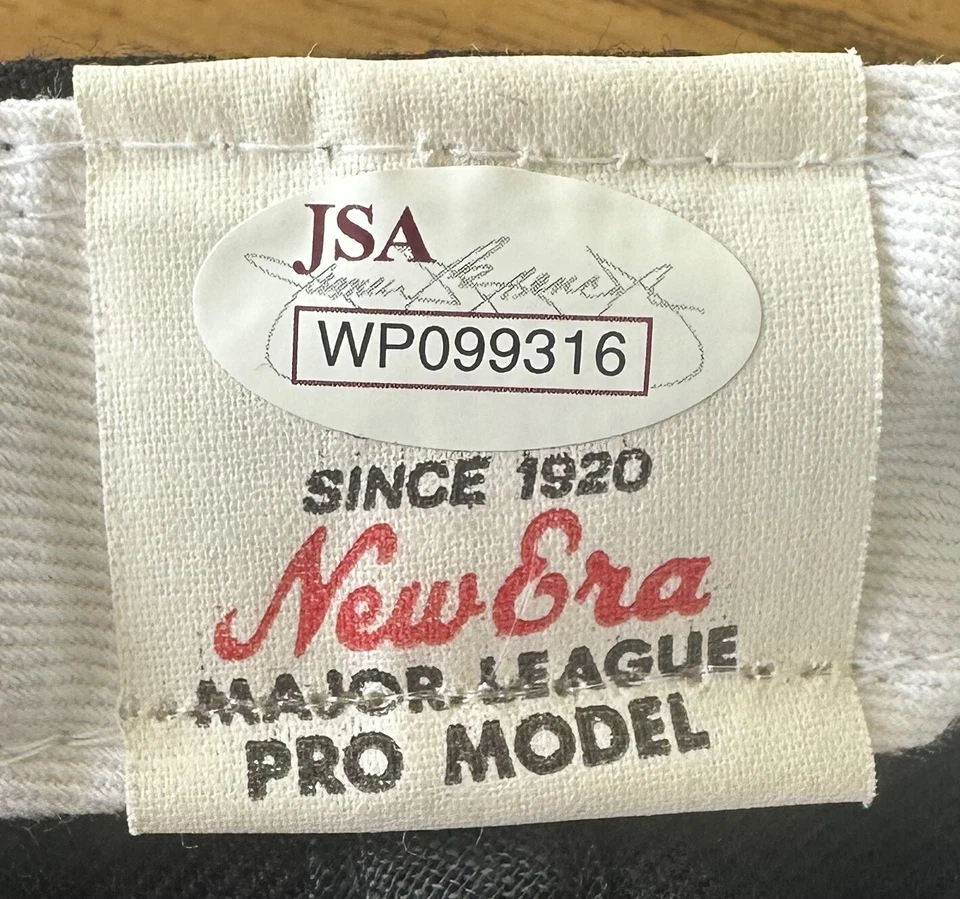 JSA
WP099316
SINCE 1920
New Era
MAJOR LEAGUE
PRO MODEL